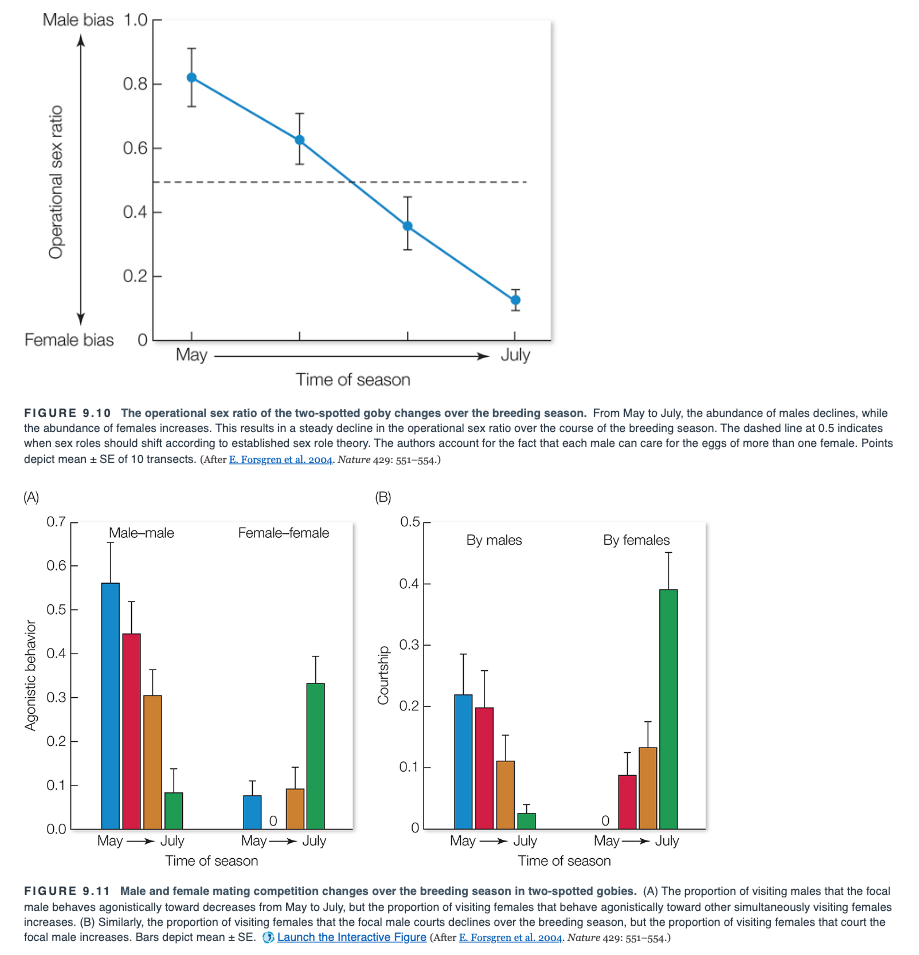 Male bias 1.0
0.8
0.6
0.4
0.2
Female bias 0
Operational sex ratio
May July
Time of season
FIGURE 9.10 The operational sex ratio of the two-spotted goby changes over the breeding season. From May to July, the abundance of males declines, while
the abundance of females increases. This results in a steady decline in the operational sex ratio over the course of the breeding season. The dashed line at 0.5 indicates
when sex roles should shift according to established sex role theory. The authors account for the fact that each male can care for the eggs of more than one female. Points
depict mean ± SE of 10 transects. (After E. Forsgren et al. 2004. Nature 429: 551–554.)
(A)
0.7
0.6
0.5
0.4
0.3
0.2
0.1
0.0
Agonistic behavior
Male–male Female–female
0
May July May July
Time of season
(B)
0.5
0.4
0.3
0.2
0.1
0
Courtship
By males By females
0
May July May July
Time of season
FIGURE 9.11 Male and female mating competition changes over the breeding season in two-spotted gobies. (A) The proportion of visiting males that the focal
male behaves agonistically toward decreases from May to July, but the proportion of visiting females that behave agonistically toward other simultaneously visiting females
increases. (B) Similarly, the proportion of visiting females that the focal male courts declines over the breeding season, but the proportion of visiting females that court the
focal male increases. Bars depict mean ± SE. Launch the Interactive Figure (After E. Forsgren et al. 2004. Nature 429: 551–554.)